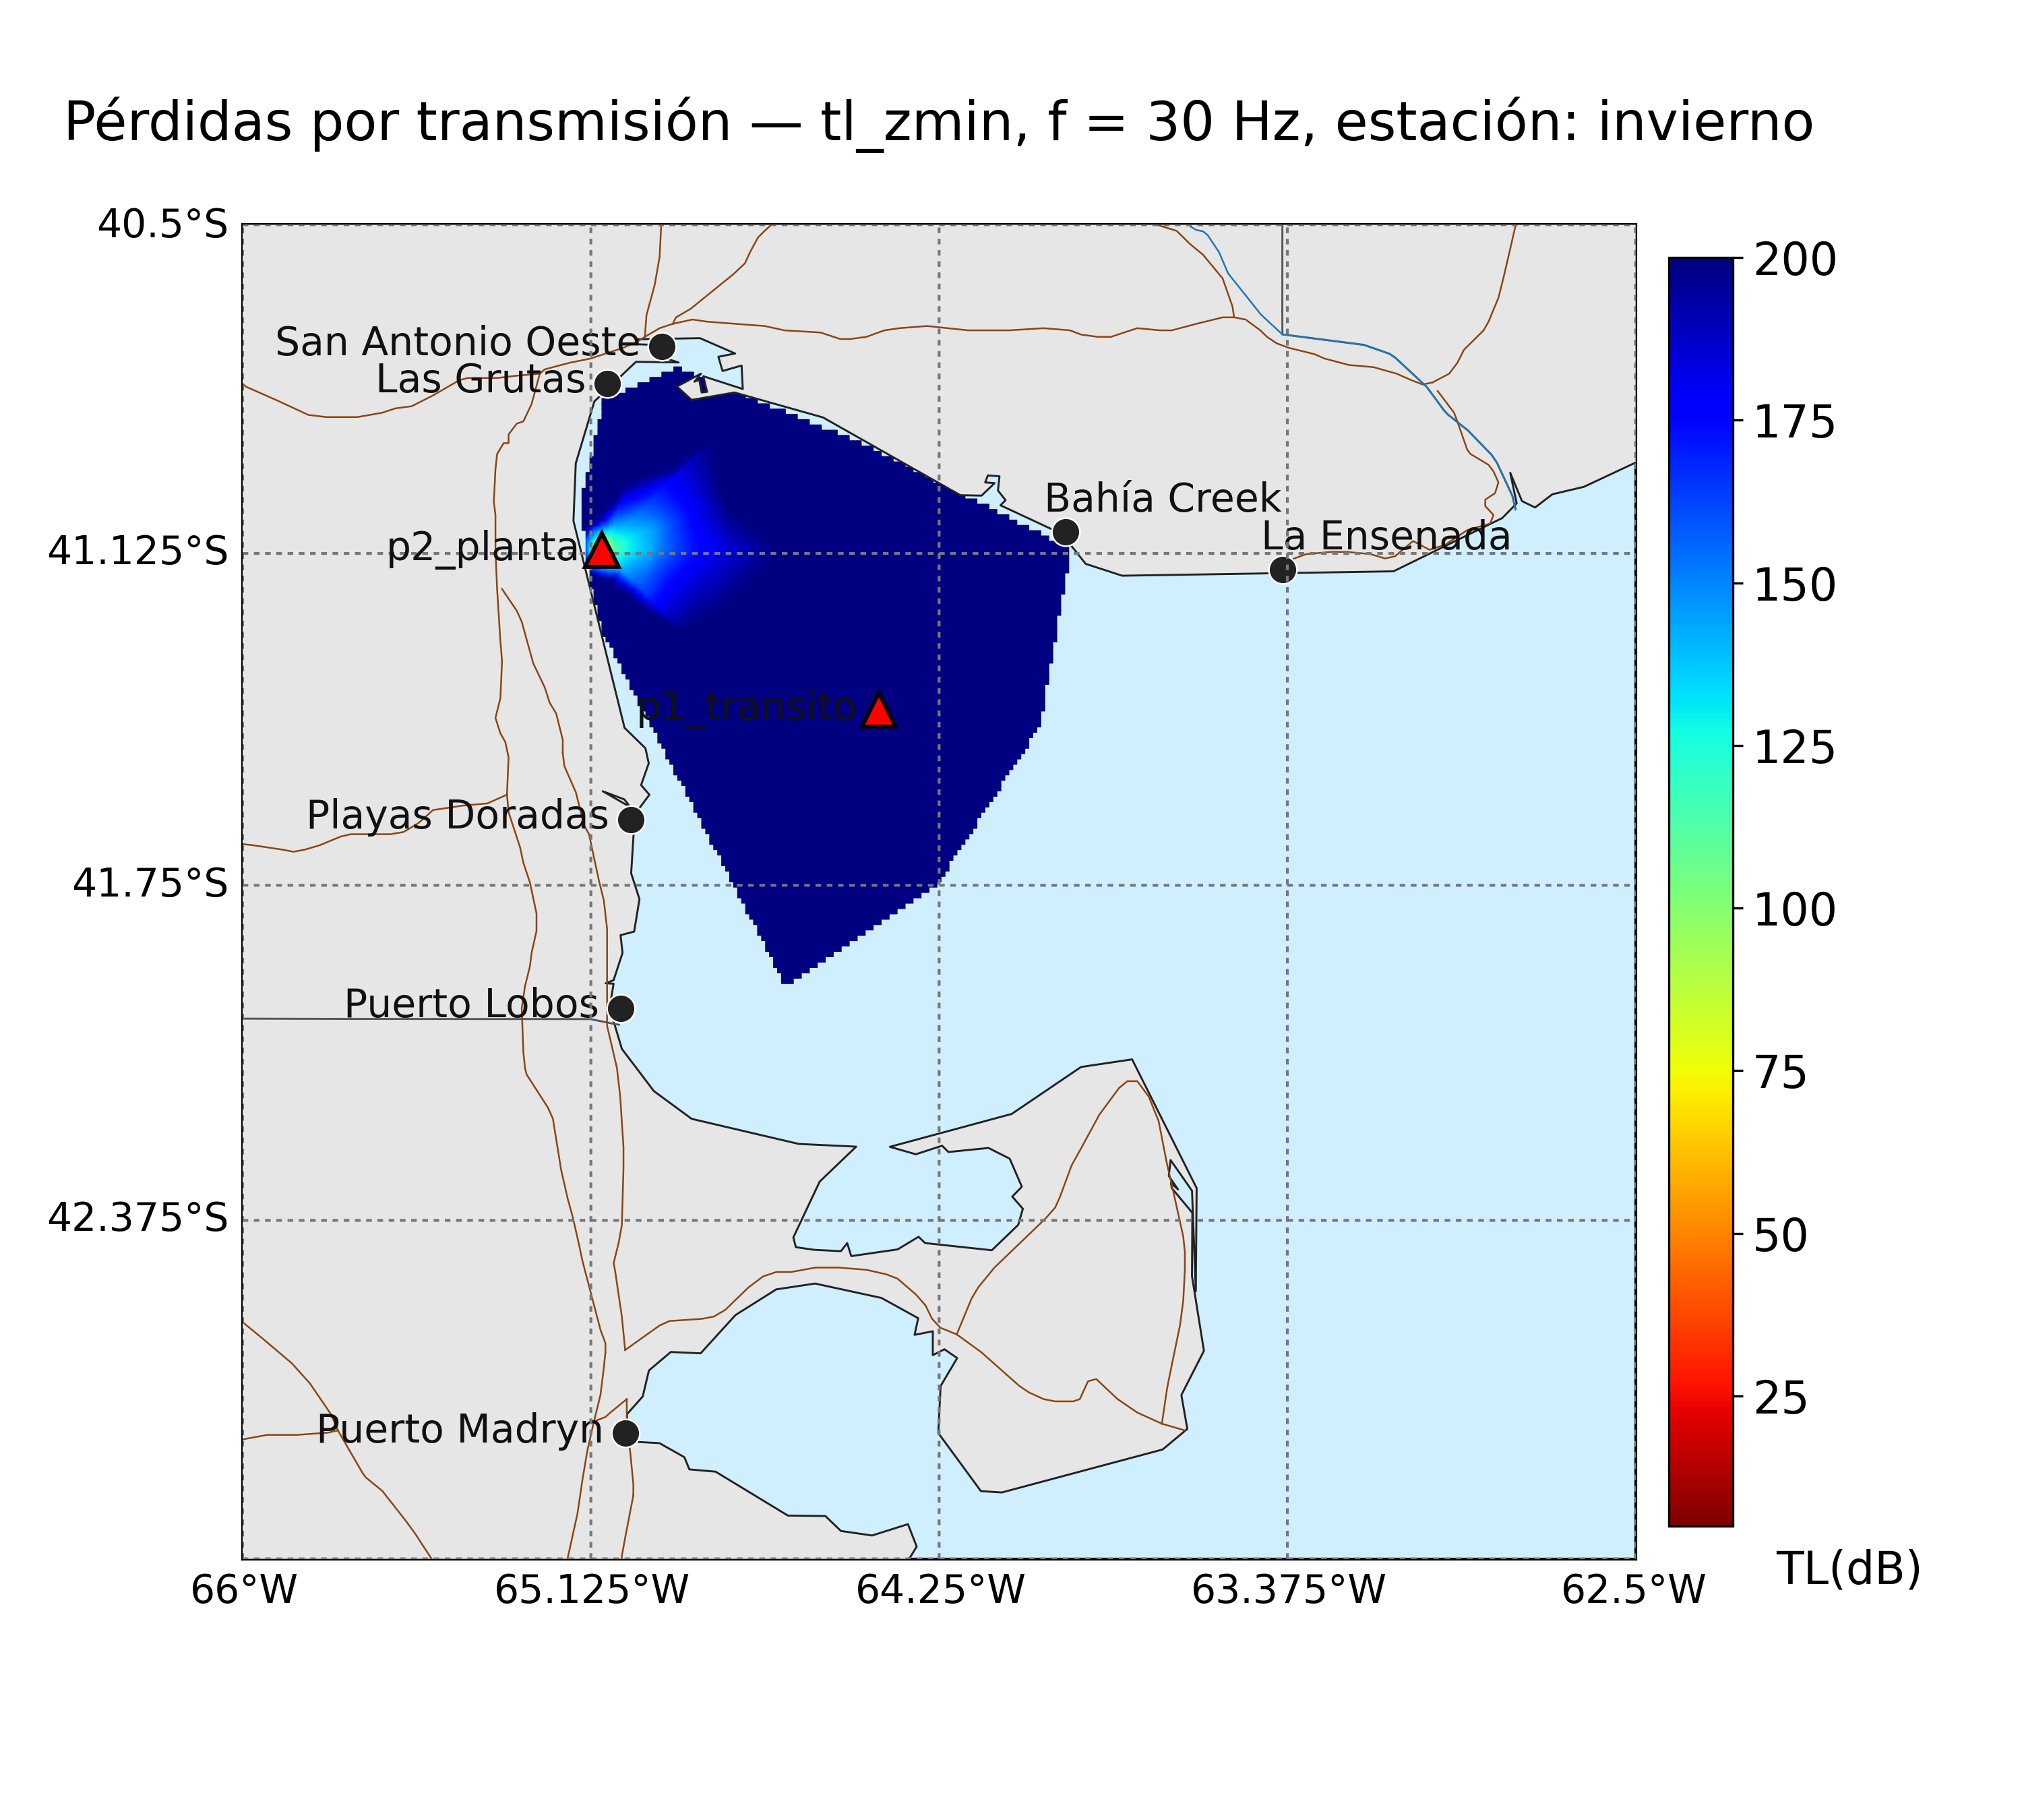 Pérdidas por transmisión — tl_zmin, f = 30 Hz, estación: invierno
40.5°S
200
San Antonio Oeste
Las Grutas
175
Bahía Creek
La Ensenada
p2_planta
41.125°S
150
p1_transito
125
Playas Doradas
41.75°S
100
Puerto Lobos
75
42.375°S
50
25
Puerto Madryn
TL(dB)
66°W
65.125°W
64.25°W
63.375°W
62.5°W